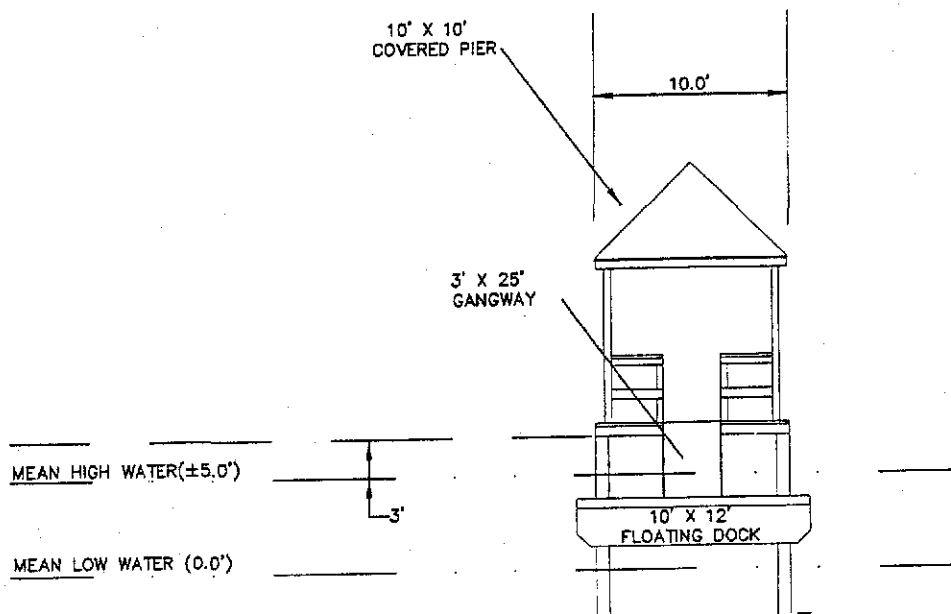 10' X 10'
COVERED PIER
10.0'
3' X 25'
GANGWAY
MEAN HIGH WATER(±5.0')
3'
10' X 12'
FLOATING DOCK
MEAN LOW WATER (0.0')